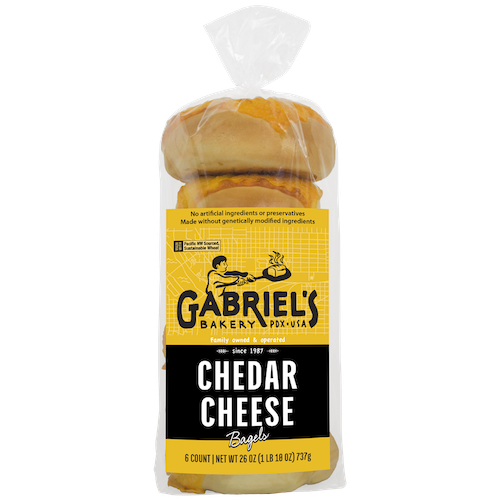 No artificial ingredients or preservatives
Made without genetically modified ingredients
Pacific NW Sourced,
Sustainable Wheat
GABRIEL'S
BAKERY PDX • USA
family owned & operated
since 1987
CHEDAR
CHEESE
Bagels
6 COUNT | NET WT 26 OZ (1 LB 10 OZ) 737g